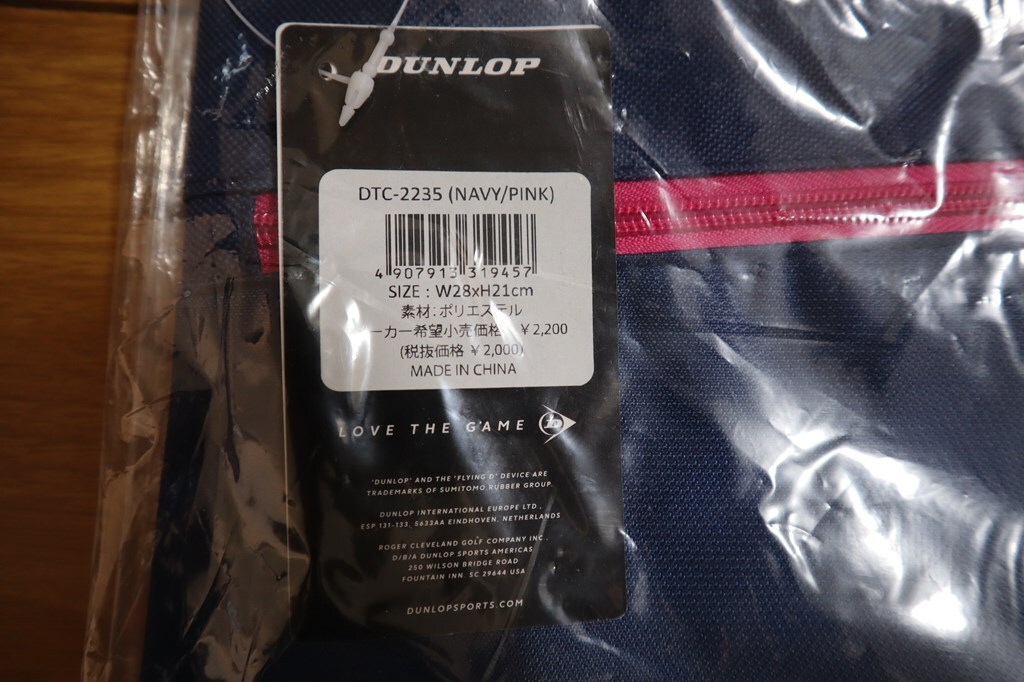 DUNLOP
DTC-2235 (NAVY/PINK)
4 907913 319457
SIZE : W28xH21cm
素材:ポリエステル
ーカー希望小売価格 ¥2,200
(税抜価格 ¥2,000)
MADE IN CHINA
LOVE THE GAME
'DUNLOP' AND THE 'FLYING D' DEVICE ARE
TRADEMARKS OF SUMITOMO RUBBER GROUP
DUNLOP INTERNATIONAL EUROPE LTD.,
ESP 131-133, 5633AA EINDHOVEN, NETHERLANDS
ROGER CLEVELAND GOLF COMPANY INC.
D/B/A DUNLOP SPORTS AMERICAS
250 WILSON BRIDGE ROAD
FOUNTAIN INN, SC 29644 USA
DUNLOPSPORTS.COM